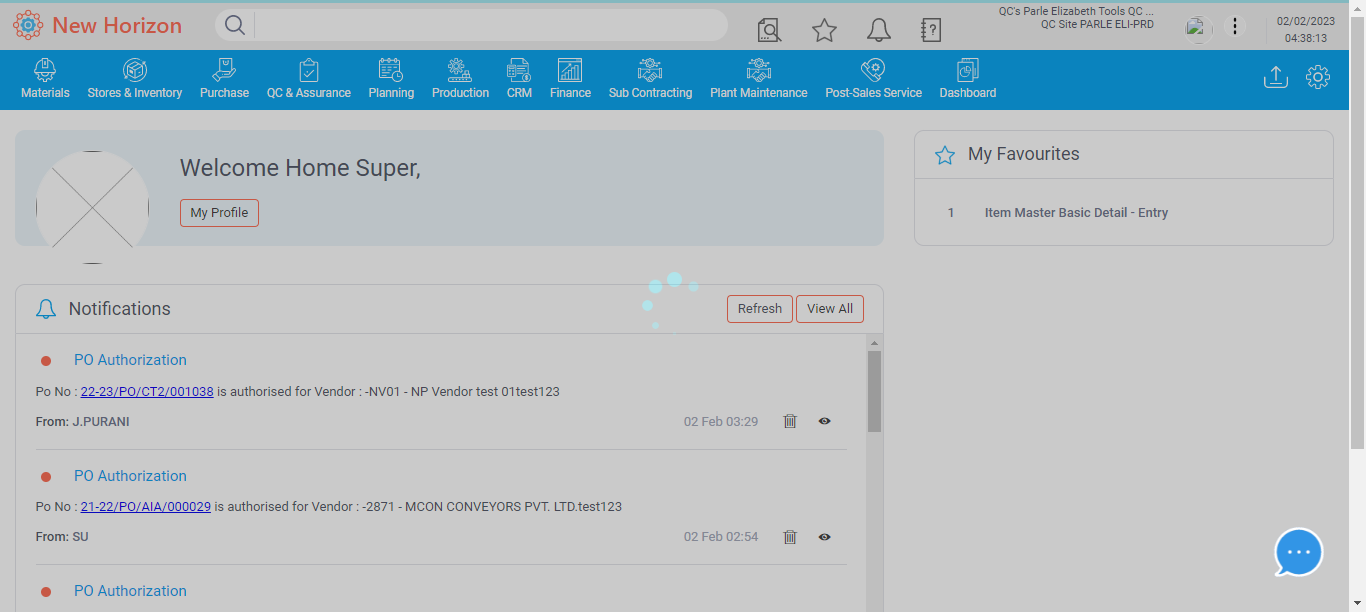 New Horizon
QC's Parle Elizabeth Tools QC ...
QC Site PARLE ELI-PRD
02/02/2023
04:38:13
Materials
Stores & Inventory
Purchase
QC & Assurance
Planning
Production
CRM
Finance
Sub Contracting
Plant Maintenance
Post-Sales Service
Dashboard
Welcome Home Super,
My Profile
My Favourites
1 Item Master Basic Detail - Entry
Notifications
Refresh
View All
PO Authorization
Po No : 22-23/PO/CT2/001038 is authorised for Vendor : -NV01 - NP Vendor test 01test123
From: J.PURANI 02 Feb 03:29
PO Authorization
Po No : 21-22/PO/AIA/000029 is authorised for Vendor : -2871 - MCON CONVEYORS PVT. LTD.test123
From: SU 02 Feb 02:54
PO Authorization